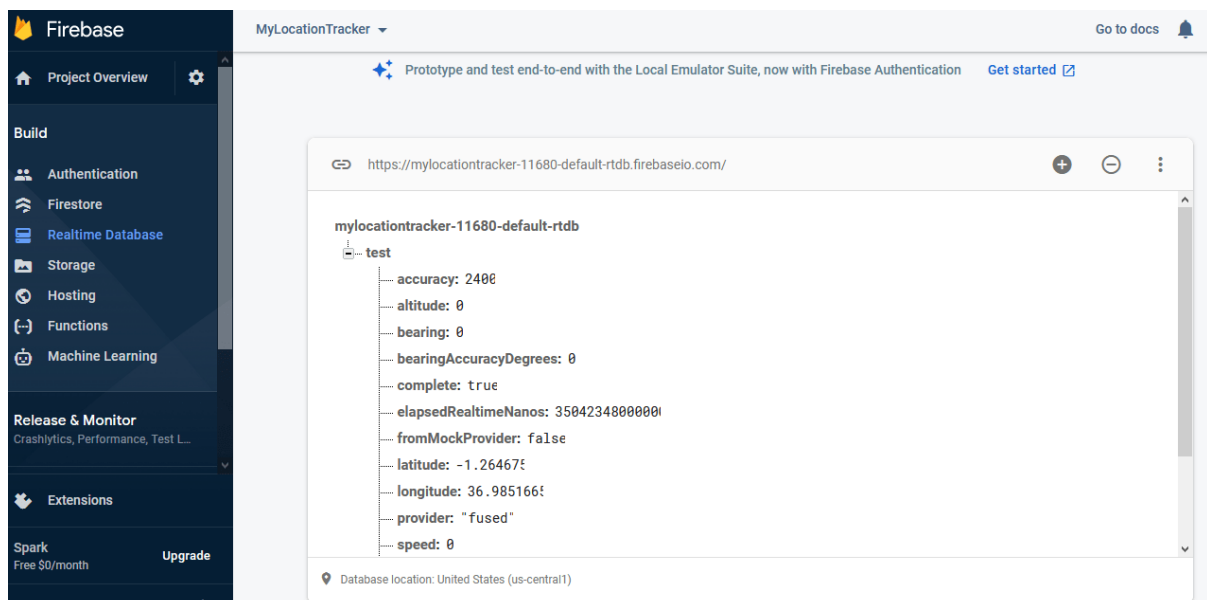 Firebase
Project Overview
Build
Authentication
Firestore
Realtime Database
Storage
Hosting
Functions
Machine Learning
Release & Monitor
Crashlytics, Performance, Test L...
Extensions
Spark
Free $0/month
Upgrade
MyLocationTracker
Go to docs
Prototype and test end-to-end with the Local Emulator Suite, now with Firebase Authentication Get started
https://mylocationtracker-11680-default-rtdb.firebaseio.com/
mylocationtracker-11680-default-rtdb
test
accuracy: 2400
altitude: 0
bearing: 0
bearingAccuracyDegrees: 0
complete: true
elapsedRealtimeNanos: 35042348000000
fromMockProvider: false
latitude: -1.264675
longitude: 36.9851665
provider: "fused"
speed: 0
Database location: United States (us-central1)